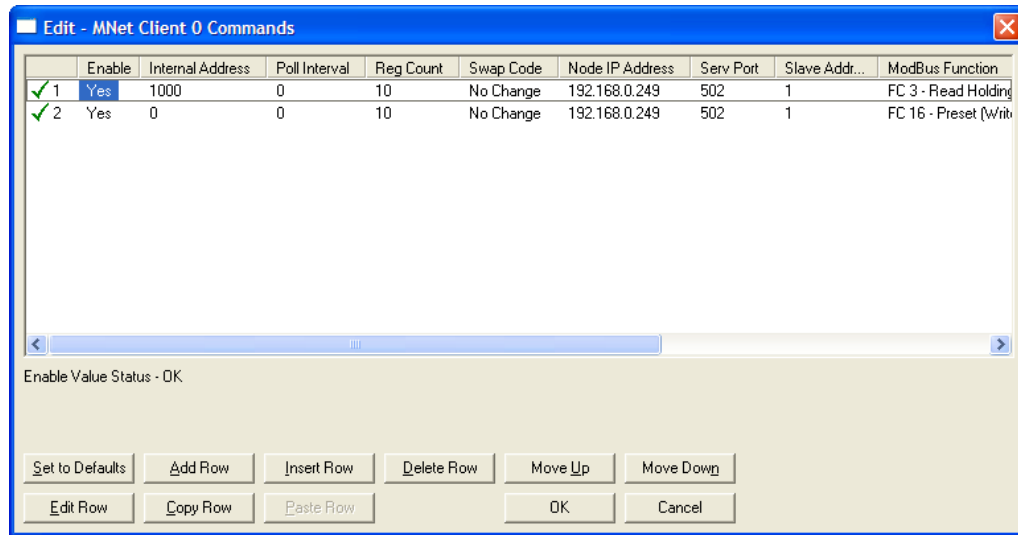 Edit - MNet Client 0 Commands
Enable Internal Address Poll Interval Reg Count Swap Code Node IP Address Serv Port Slave Addr... ModBus Function
1 Yes 1000 0 10 No Change 192.168.0.249 502 1 FC 3 - Read Holding
2 Yes 0 0 10 No Change 192.168.0.249 502 1 FC 16 - Preset (Write
Enable Value Status - OK
Set to Defaults Add Row Insert Row Delete Row Move Up Move Down
Edit Row Copy Row Paste Row OK Cancel